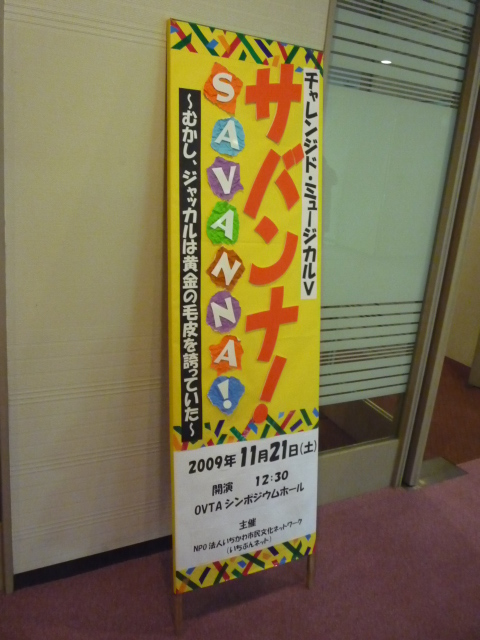 チャレンジド・ミュージカルⅤ
サバンナ！
SAVANNA!
～むかし、ジャッカルは黄金の毛皮を誇っていた～
2009年11月21日(土)
開演 12:30
OVTAシンポジウムホール
主催
NPO法人いちかわ市民文化ネットワーク
(いちぶんネット)